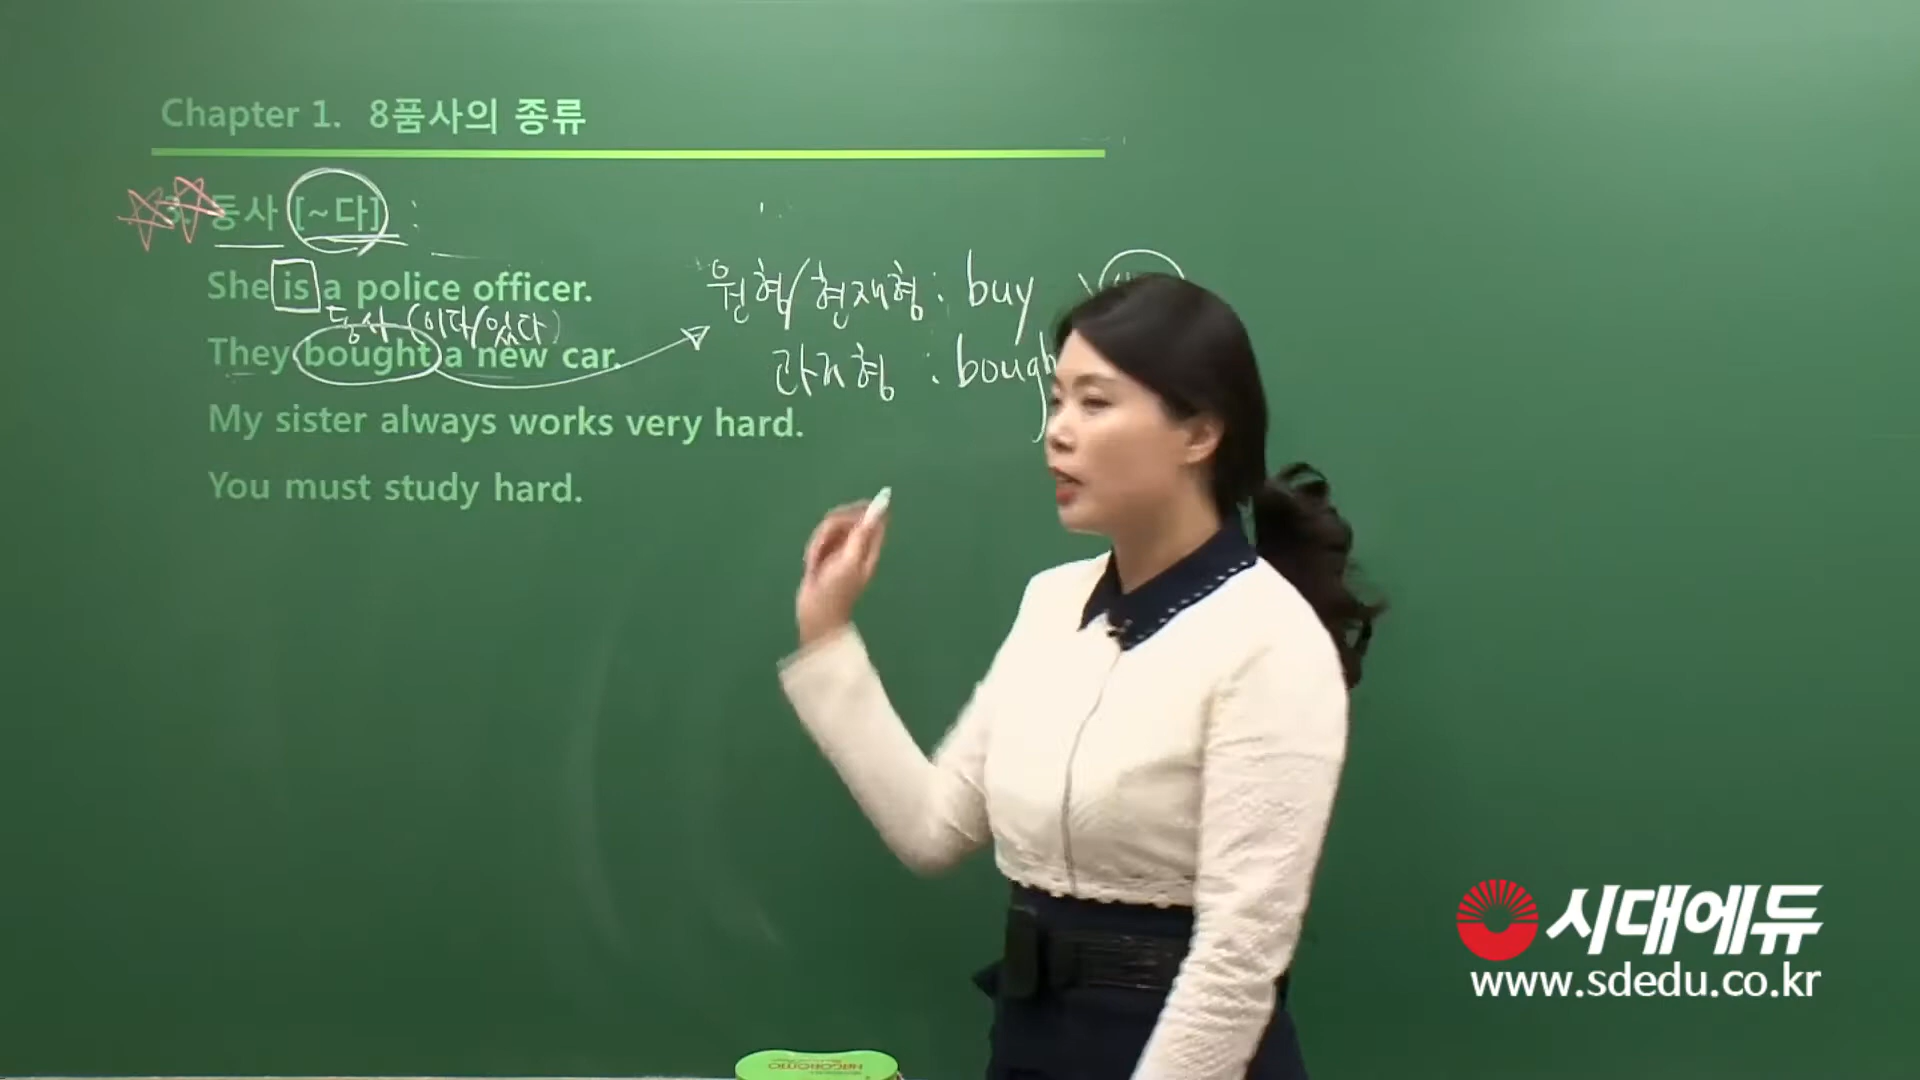 Chapter 1. 8품사의 종류
3. 동사 [~다] :
She is a police officer.
동사 (이다/있다)
They bought a new car.
My sister always works very hard.
You must study hard.
원형/현재형 : buy
과거형 : bough
시대에듀
www.sdedu.co.kr
HAGOROMO